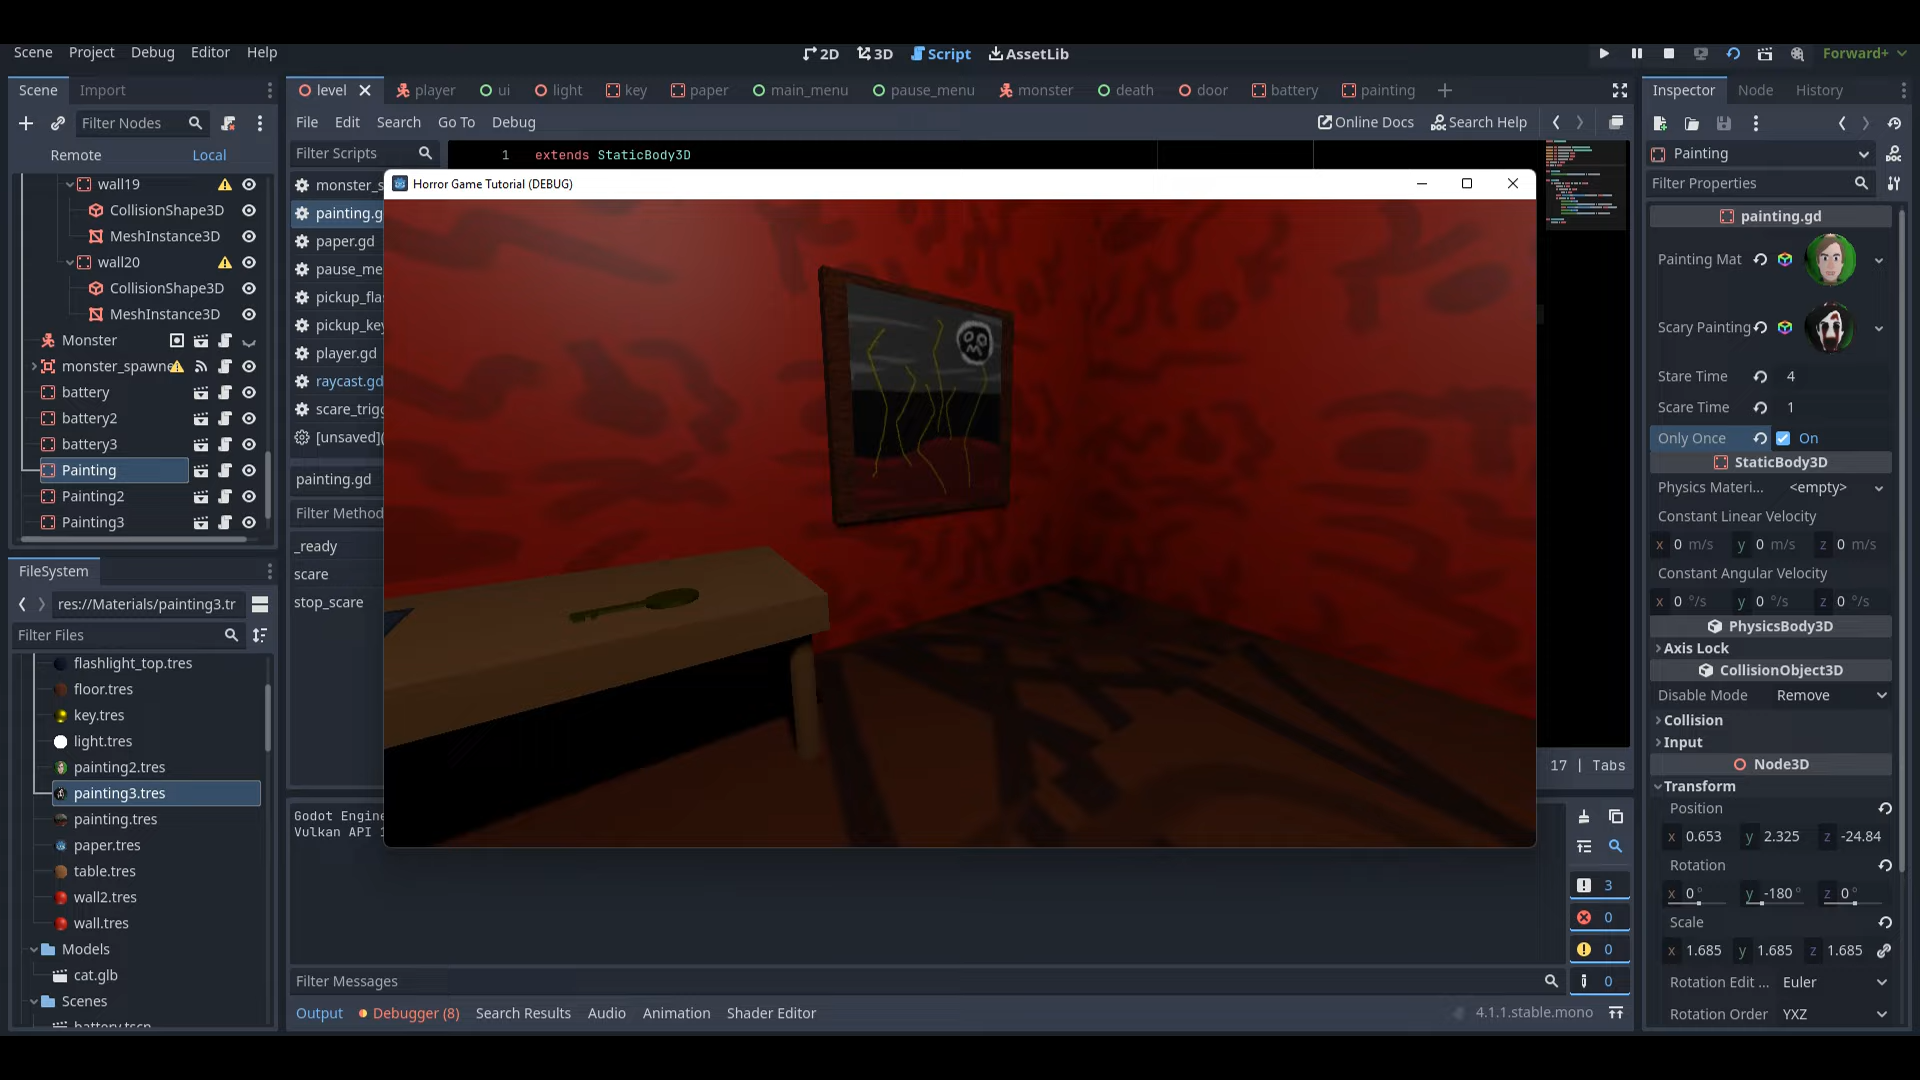 Scene Project Debug Editor Help
2D 3D Script AssetLib
Forward+
Scene Import
level player ui light key paper main_menu pause_menu monster death door battery painting
Inspector Node History
Filter Nodes
File Edit Search Go To Debug
Online Docs Search Help
Remote Local
Filter Scripts
1 extends StaticBody3D
Painting
Filter Properties
wall19
CollisionShape3D
MeshInstance3D
wall20
CollisionShape3D
MeshInstance3D
Monster
monster_spawne
battery
battery2
battery3
Painting
Painting2
Painting3
monster_s
painting.g
paper.gd
pause_me
pickup_fla
pickup_key
player.gd
raycast.gd
scare_trigg
[unsaved](
painting.gd
Filter Method
_ready
scare
stop_scare
Horror Game Tutorial (DEBUG)
painting.gd
Painting Mat
Scary Painting
Stare Time 4
Scare Time 1
Only Once On
StaticBody3D
Physics Materi... <empty>
Constant Linear Velocity
x 0 m/s y 0 m/s z 0 m/s
Constant Angular Velocity
x 0 °/s y 0 °/s z 0 °/s
PhysicsBody3D
Axis Lock
CollisionObject3D
Disable Mode Remove
Collision
Input
Node3D
Transform
Position
x 0.653 y 2.325 z -24.84
Rotation
x 0 ° y -180 ° z 0 °
Scale
x 1.685 y 1.685 z 1.685
Rotation Edit ... Euler
Rotation Order YXZ
FileSystem
res://Materials/painting3.tr
Filter Files
flashlight_top.tres
floor.tres
key.tres
light.tres
painting2.tres
painting3.tres
painting.tres
paper.tres
table.tres
wall2.tres
wall.tres
Models
cat.glb
Scenes
battery.tscn
17 | Tabs
Godot Engine
Vulkan API
3
0
0
0
Filter Messages
Output Debugger (8) Search Results Audio Animation Shader Editor
4.1.1.stable.mono